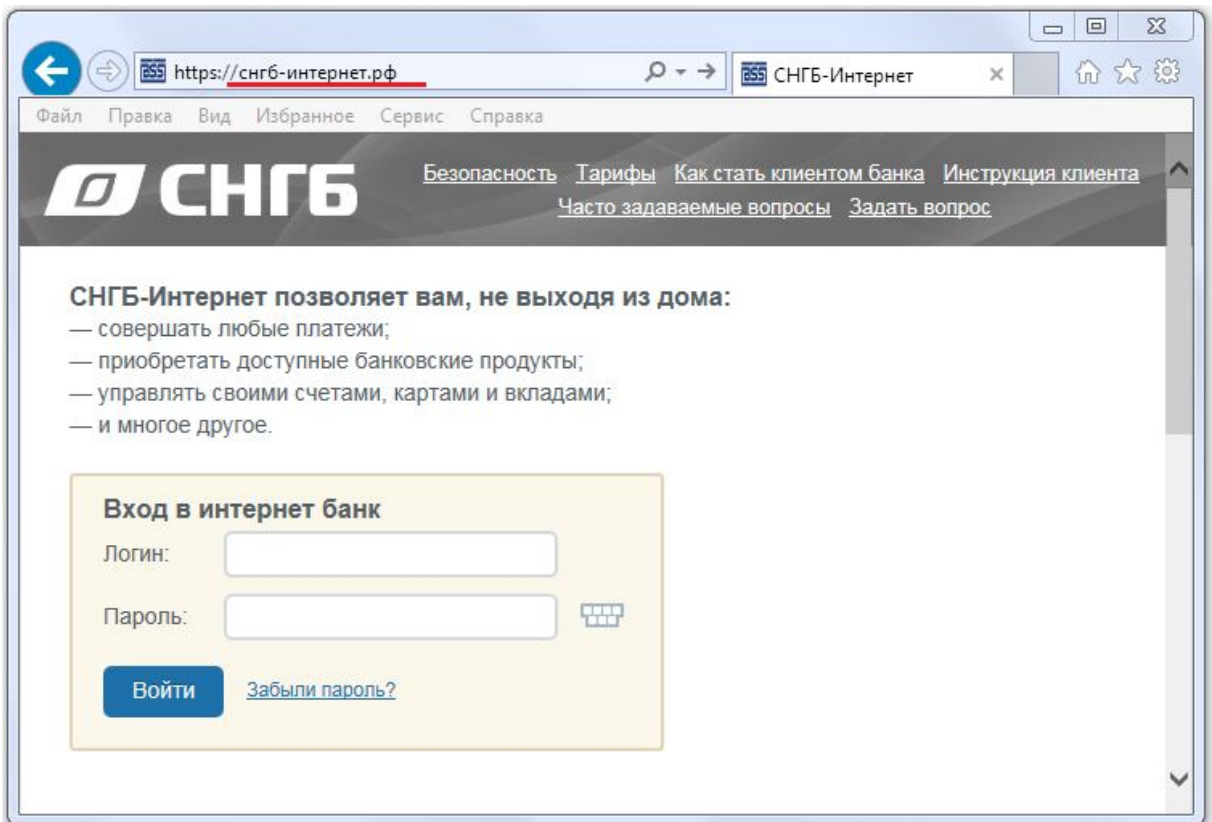 https://снгб-интернет.рф
BSS СНГБ-Интернет
Файл Правка Вид Избранное Сервис Справка
СНГБ
Безопасность Тарифы Как стать клиентом банка Инструкция клиента
Часто задаваемые вопросы Задать вопрос
СНГБ-Интернет позволяет вам, не выходя из дома:
— совершать любые платежи;
— приобретать доступные банковские продукты;
— управлять своими счетами, картами и вкладами;
— и многое другое.
Вход в интернет банк
Логин:
Пароль:
Войти Забыли пароль?